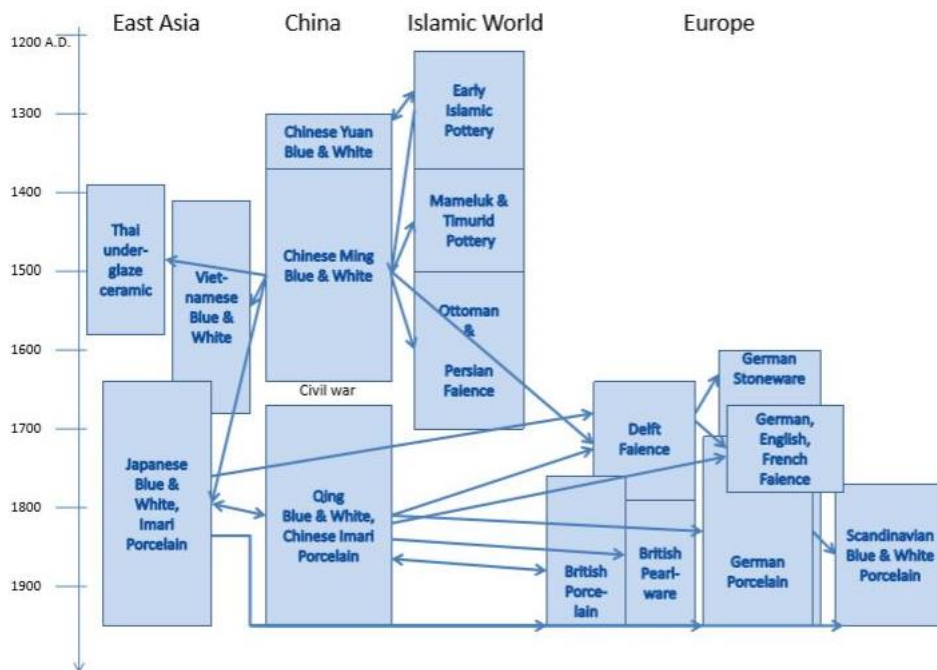 East Asia
China
Islamic World
Europe
1200 A.D.
1300
1400
1500
1600
1700
1800
1900
Thai
under-
glaze
ceramic
Viet-
namese
Blue &
White
Japanese
Blue &
White,
Imari
Porcelain
Chinese Yuan
Blue & White
Chinese Ming
Blue & White
Civil war
Qing
Blue & White,
Chinese Imari
Porcelain
Early
Islamic
Pottery
Mameluk &
Timurid
Pottery
Ottoman
&
Persian
Faience
Delft
Faience
British
Porce-
lain
British
Pearl-
ware
German
Stoneware
German,
English,
French
Faience
German
Porcelain
Scandinavian
Blue & White
Porcelain